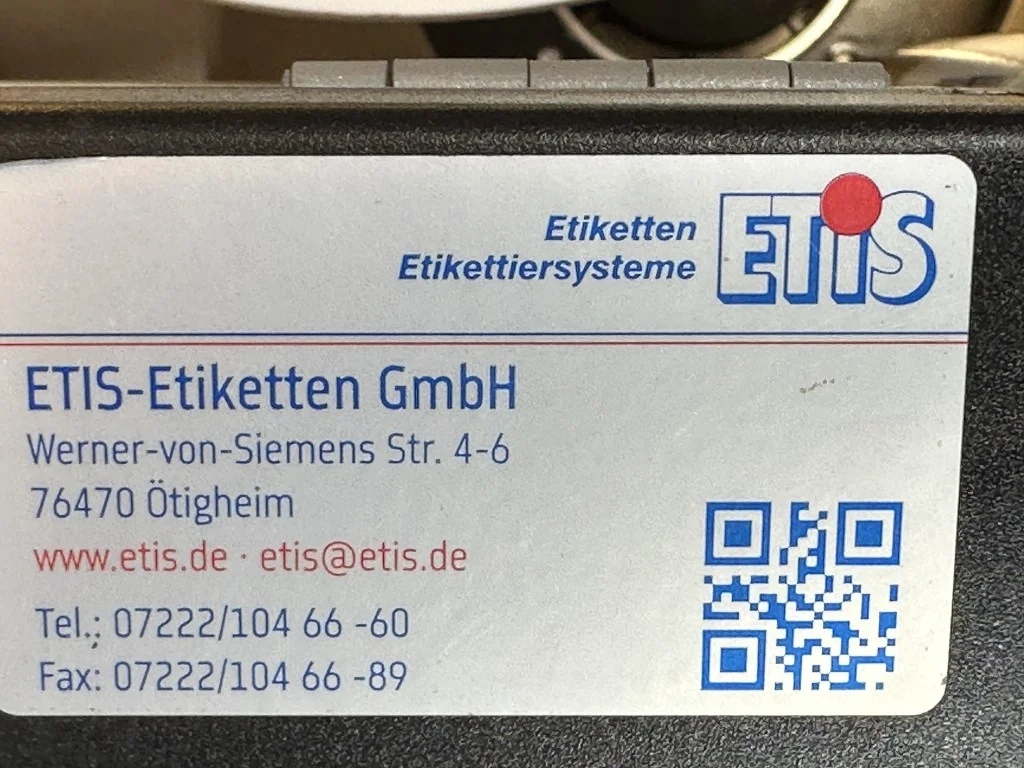 Etiketten
Etikettiersysteme
ETiS
ETIS-Etiketten GmbH
Werner-von-Siemens Str. 4-6
76470 Ötigheim
www.etis.de · etis@etis.de
Tel.: 07222/104 66 -60
Fax: 07222/104 66 -89